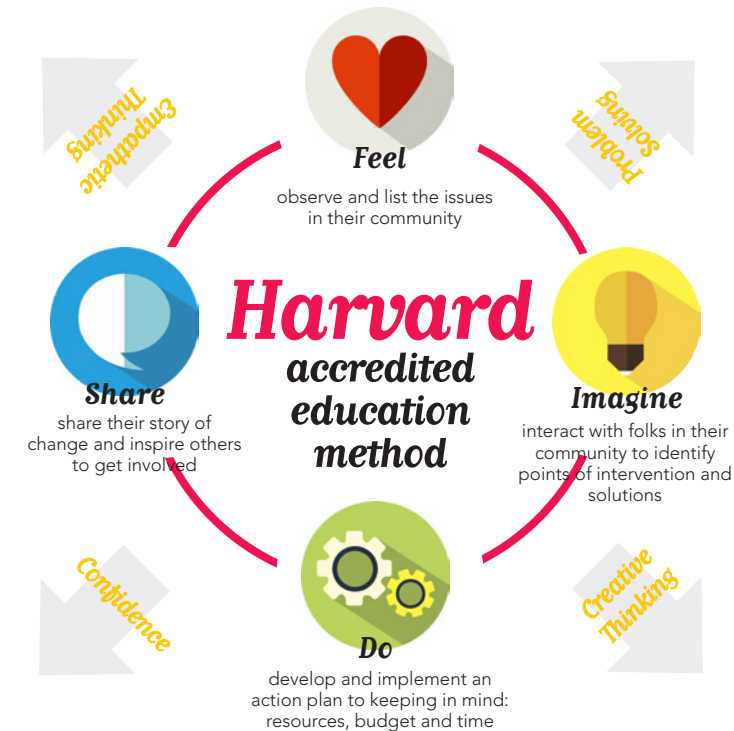 Empathetic
Thinking
Problem
Solving
Feel
observe and list the issues
in their community
Harvard
accredited
education
method
Share
share their story of
change and inspire others
to get involved
Imagine
interact with folks in their
community to identify
points of intervention and
solutions
Confidence
Creative
Thinking
Do
develop and implement an
action plan to keeping in mind:
resources, budget and time